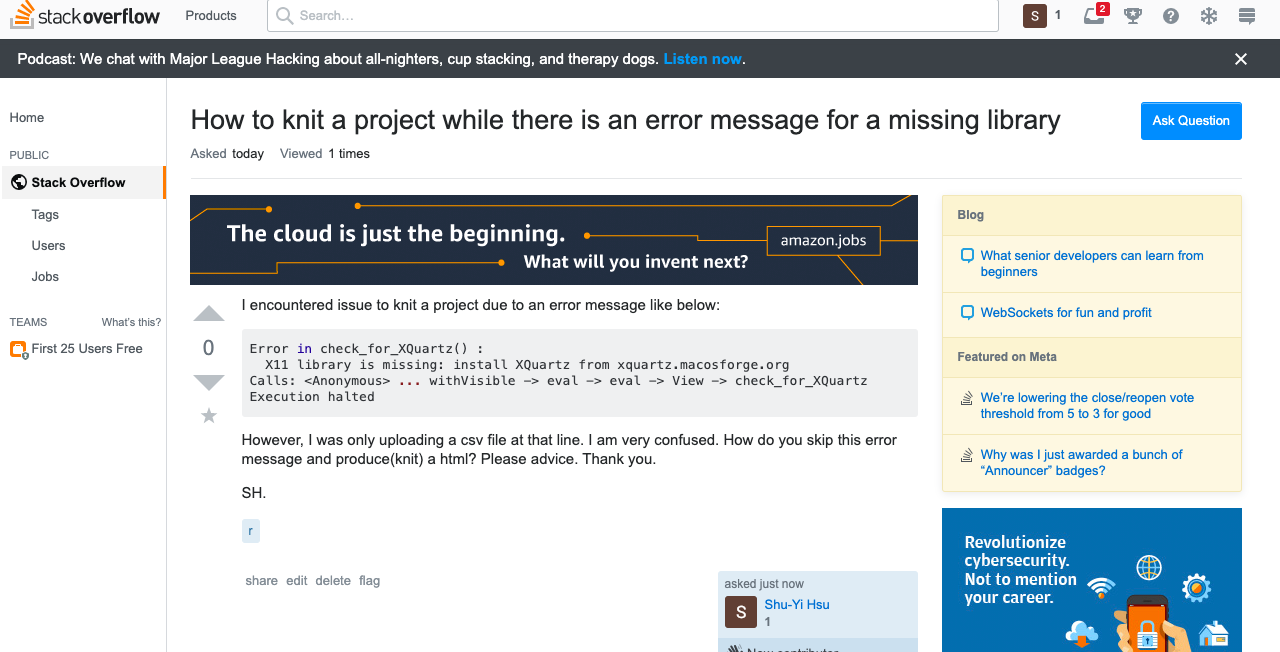 stackoverflow
Products
Search...
S
1
2
Podcast: We chat with Major League Hacking about all-nighters, cup stacking, and therapy dogs. Listen now.
Home
PUBLIC
Stack Overflow
Tags
Users
Jobs
TEAMS
What's this?
First 25 Users Free
How to knit a project while there is an error message for a missing library
Ask Question
Asked today Viewed 1 times
The cloud is just the beginning.
What will you invent next?
amazon.jobs
0
I encountered issue to knit a project due to an error message like below:
Error in check_for_XQuartz() :
X11 library is missing: install XQuartz from xquartz.macosforge.org
Calls: <Anonymous> ... withVisible -> eval -> eval -> View -> check_for_XQuartz
Execution halted
However, I was only uploading a csv file at that line. I am very confused. How do you skip this error
message and produce(knit) a html? Please advice. Thank you.
SH.
r
share edit delete flag
asked just now
S
Shu-Yi Hsu
1
New contributor
Blog
What senior developers can learn from
beginners
WebSockets for fun and profit
Featured on Meta
We're lowering the close/reopen vote
threshold from 5 to 3 for good
Why was I just awarded a bunch of
“Announcer” badges?
Revolutionize
cybersecurity.
Not to mention
your career.